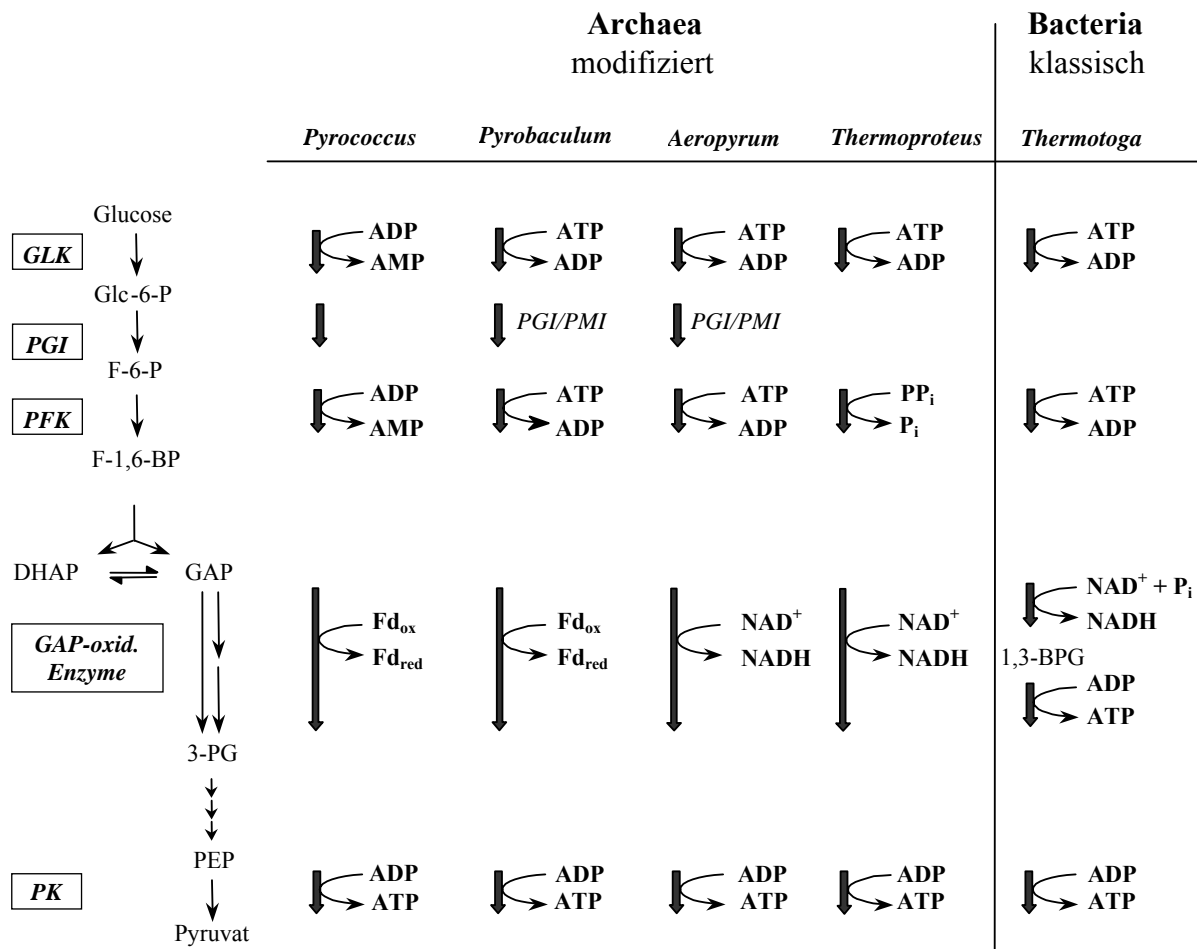 Archaea
modifiziert
Bacteria
klassisch
Pyrococcus Pyrobaculum Aeropyrum Thermoproteus Thermotoga
Glucose
GLK
ADP ATP ATP ATP ATP
AMP ADP ADP ADP ADP
Glc-6-P
PGI/PMI PGI/PMI
PGI
F-6-P
PFK
ADP ATP ATP PPi ATP
AMP ADP ADP Pi ADP
F-1,6-BP
DHAP GAP
NAD+ + Pi
NADH
GAP-oxid.
Enzyme
Fdox Fdox NAD+ NAD+
Fdred Fdred NADH NADH
1,3-BPG
ADP
ATP
3-PG
PEP
PK
ADP ADP ADP ADP ADP
ATP ATP ATP ATP ATP
Pyruvat